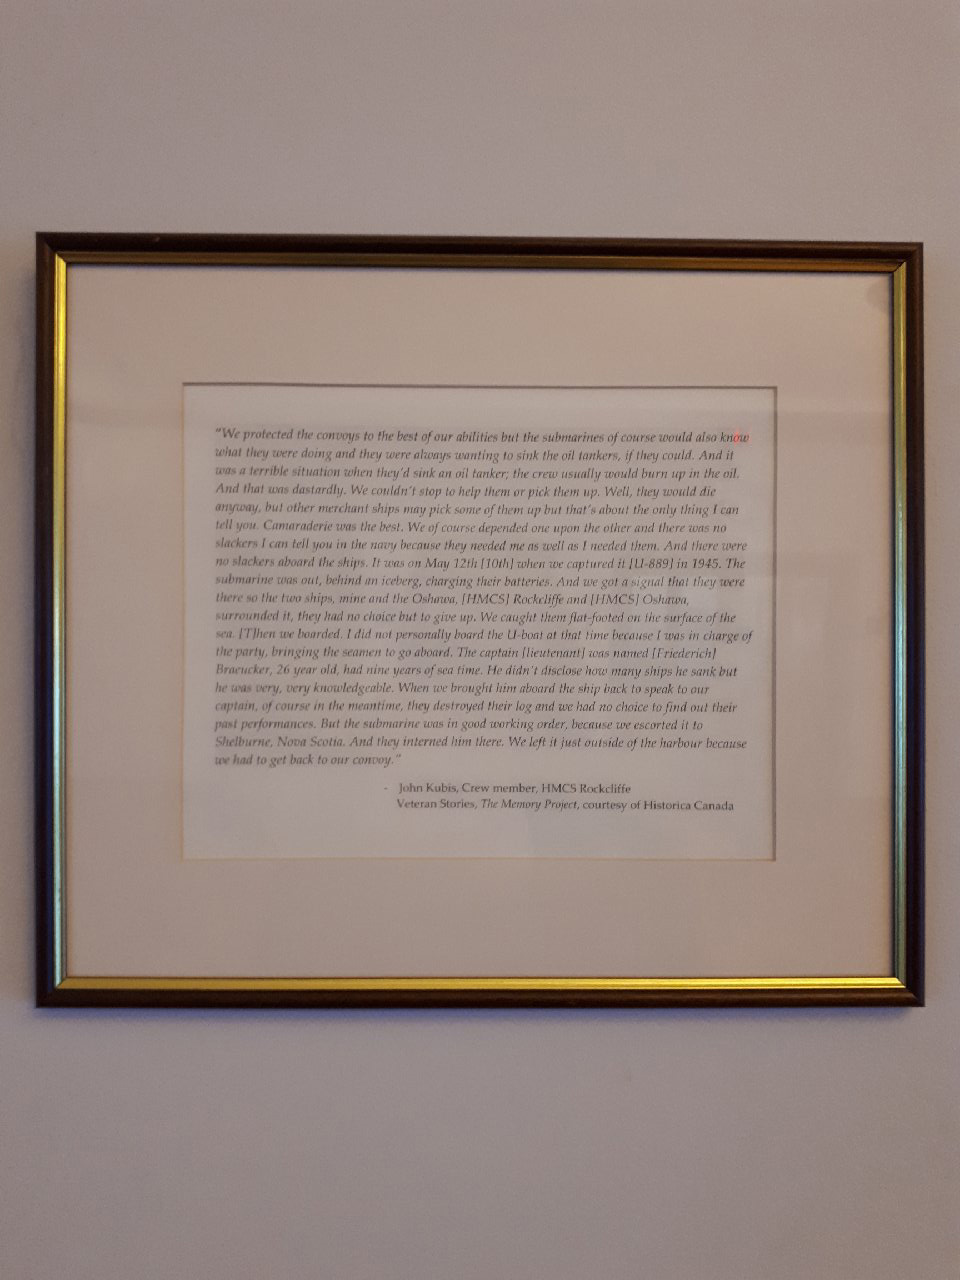 "We protected the convoys to the best of our abilities but the submarines of course would also know
what they were doing and they were always wanting to sink the oil tankers, if they could. And it
was a terrible situation when they'd sink an oil tanker; the crew usually would burn up in the oil.
And that was dastardly. We couldn't stop to help them or pick them up. Well, they would die
anyway, but other merchant ships may pick some of them up but that's about the only thing I can
tell you. Camaraderie was the best. We of course depended one upon the other and there was no
slackers I can tell you in the navy because they needed me as well as I needed them. And there were
no slackers aboard the ships. It was on May 12th [10th] when we captured it [U-889] in 1945. The
submarine was out, behind an iceberg, charging their batteries. And we got a signal that they were
there so the two ships, mine and the Oshawa, [HMCS] Rockcliffe and [HMCS] Oshawa,
surrounded it, they had no choice but to give up. We caught them flat-footed on the surface of the
sea. [T]hen we boarded. I did not personally board the U-boat at that time because I was in charge of
the party, bringing the seamen to go aboard. The captain [lieutenant] was named [Friederich]
Braeucker, 26 year old, had nine years of sea time. He didn't disclose how many ships he sank but
he was very, very knowledgeable. When we brought him aboard the ship back to speak to our
captain, of course in the meantime, they destroyed their log and we had no choice to find out their
past performances. But the submarine was in good working order, because we escorted it to
Shelburne, Nova Scotia. And they interned him there. We left it just outside of the harbour because
we had to get back to our convoy."
- John Kubis, Crew member, HMCS Rockcliffe
Veteran Stories, The Memory Project, courtesy of Historica Canada